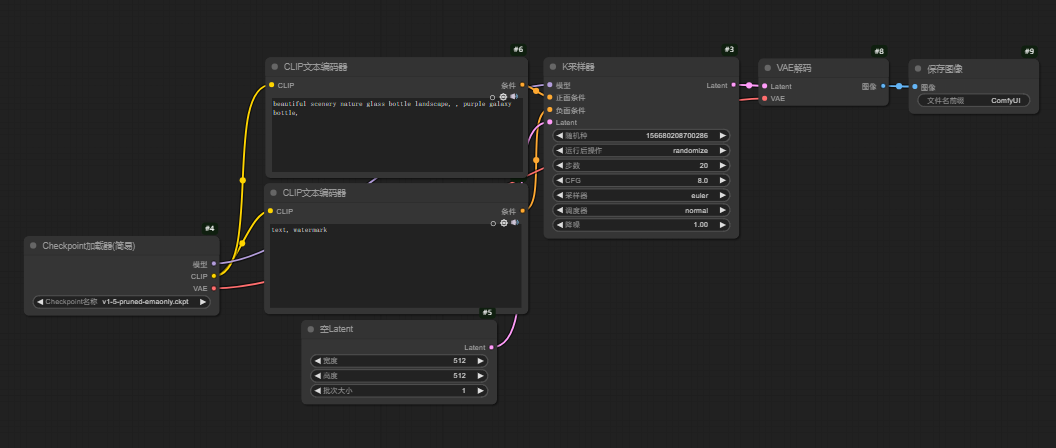 #6
CLIP文本编码器
CLIP
条件
beautiful scenery nature glass bottle landscape, , purple galaxy
bottle,
CLIP文本编码器
CLIP
条件
text, watermark
#4
Checkpoint加载器(简易)
模型
CLIP
VAE
Checkpoint名称 v1-5-pruned-emaonly.ckpt
#5
空Latent
Latent
宽度 512
高度 512
批次大小 1
#3
K采样器
模型
Latent
正面条件
负面条件
Latent
随机种 156680208700286
运行后操作 randomize
步数 20
CFG 8.0
采样器 euler
调度器 normal
降噪 1.00
#8
VAE解码
Latent
图像
VAE
#9
保存图像
图像
文件名前缀 ComfyUI